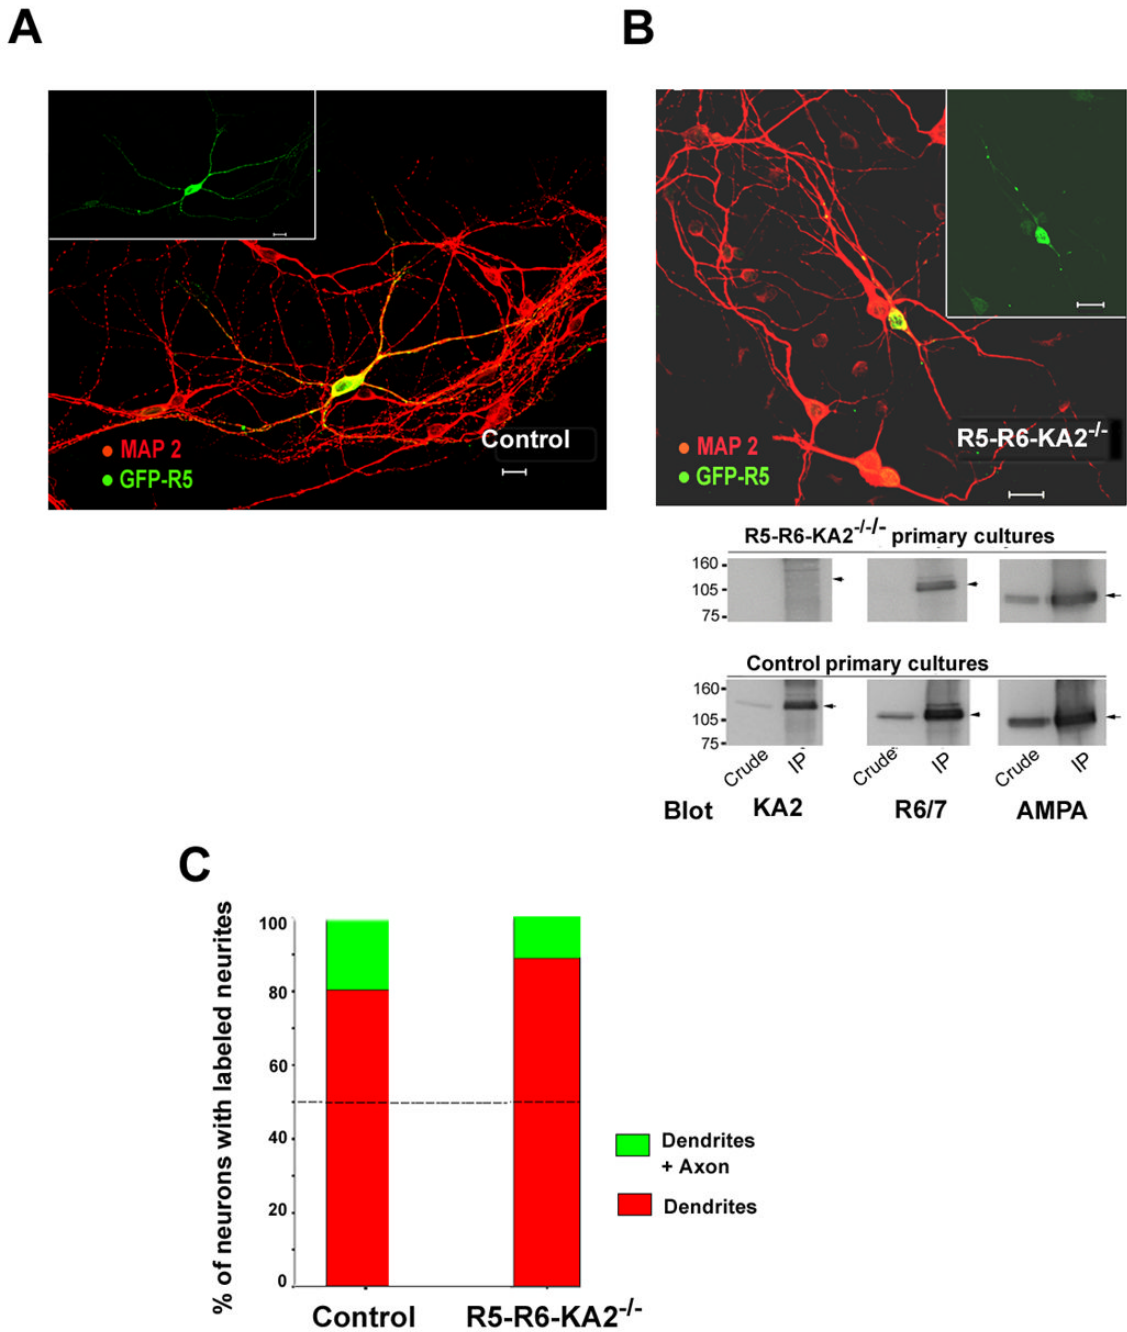 A
B
Control
MAP 2
GFP-R5
R5-R6-KA2-/-
MAP 2
GFP-R5
R5-R6-KA2-/-/- primary cultures
160
105
75
Control primary cultures
160
105
75
Crude IP Crude IP Crude IP
Blot KA2 R6/7 AMPA
C
% of neurons with labeled neurites
100
80
60
40
20
0
Dendrites
+ Axon
Dendrites
Control R5-R6-KA2-/-